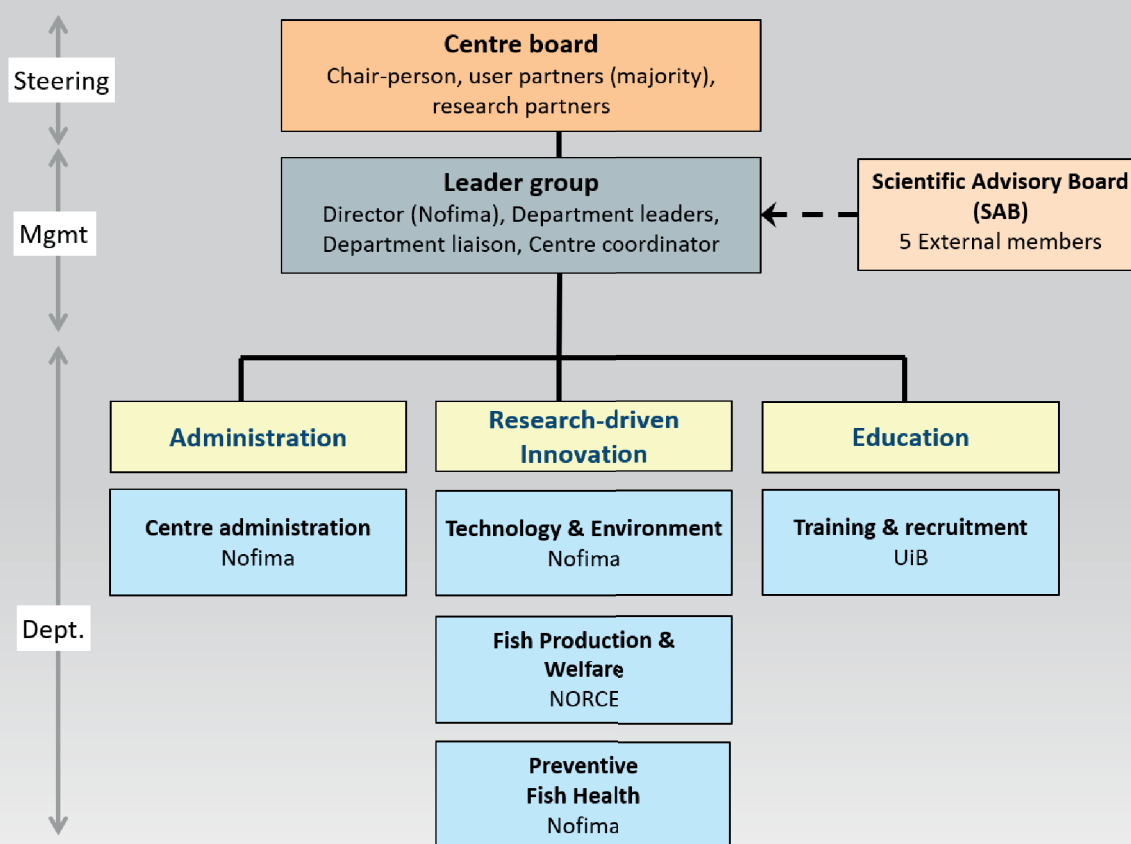 Steering
Centre board
Chair-person, user partners (majority),
research partners
Mgmt
Leader group
Director (Nofima), Department leaders,
Department liaison, Centre coordinator
Scientific Advisory Board
(SAB)
5 External members
Dept.
Administration
Research-driven
Innovation
Education
Centre administration
Nofima
Technology & Environment
Nofima
Training & recruitment
UiB
Fish Production &
Welfare
NORCE
Preventive
Fish Health
Nofima